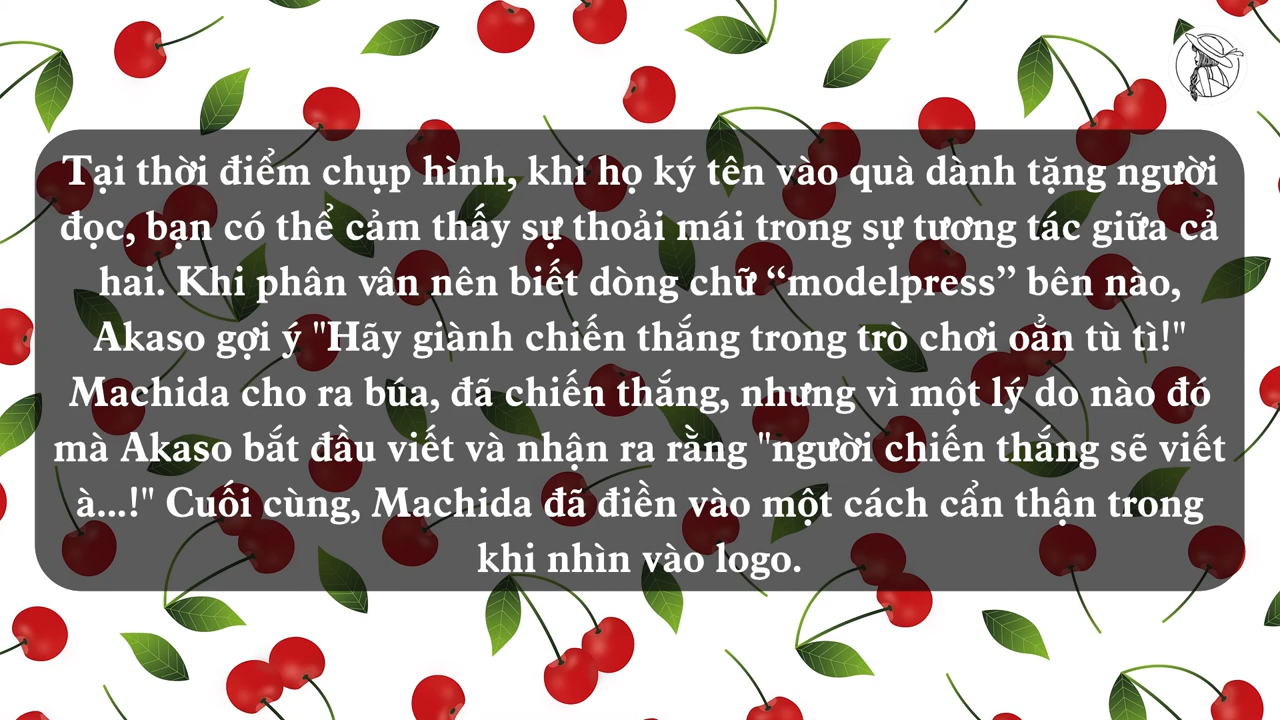 Tại thời điểm chụp hình, khi họ ký tên vào quà dành tặng người
đọc, bạn có thể cảm thấy sự thoải mái trong sự tương tác giữa cả
hai. Khi phân vân nên biết dòng chữ “modelpress” bên nào,
Akaso gợi ý "Hãy giành chiến thắng trong trò chơi oẳn tù tì!"
Machida cho ra búa, đã chiến thắng, nhưng vì một lý do nào đó
mà Akaso bắt đầu viết và nhận ra rằng "người chiến thắng sẽ viết
à...!" Cuối cùng, Machida đã điền vào một cách cẩn thận trong
khi nhìn vào logo.